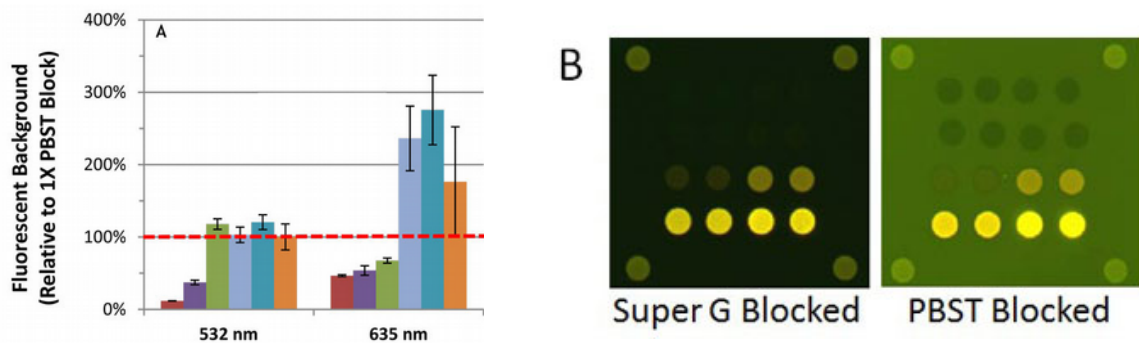 Fluorescent Background
(Relative to 1X PBST Block)
400%
300%
200%
100%
0%
A
532 nm
635 nm
B
Super G Blocked
PBST Blocked